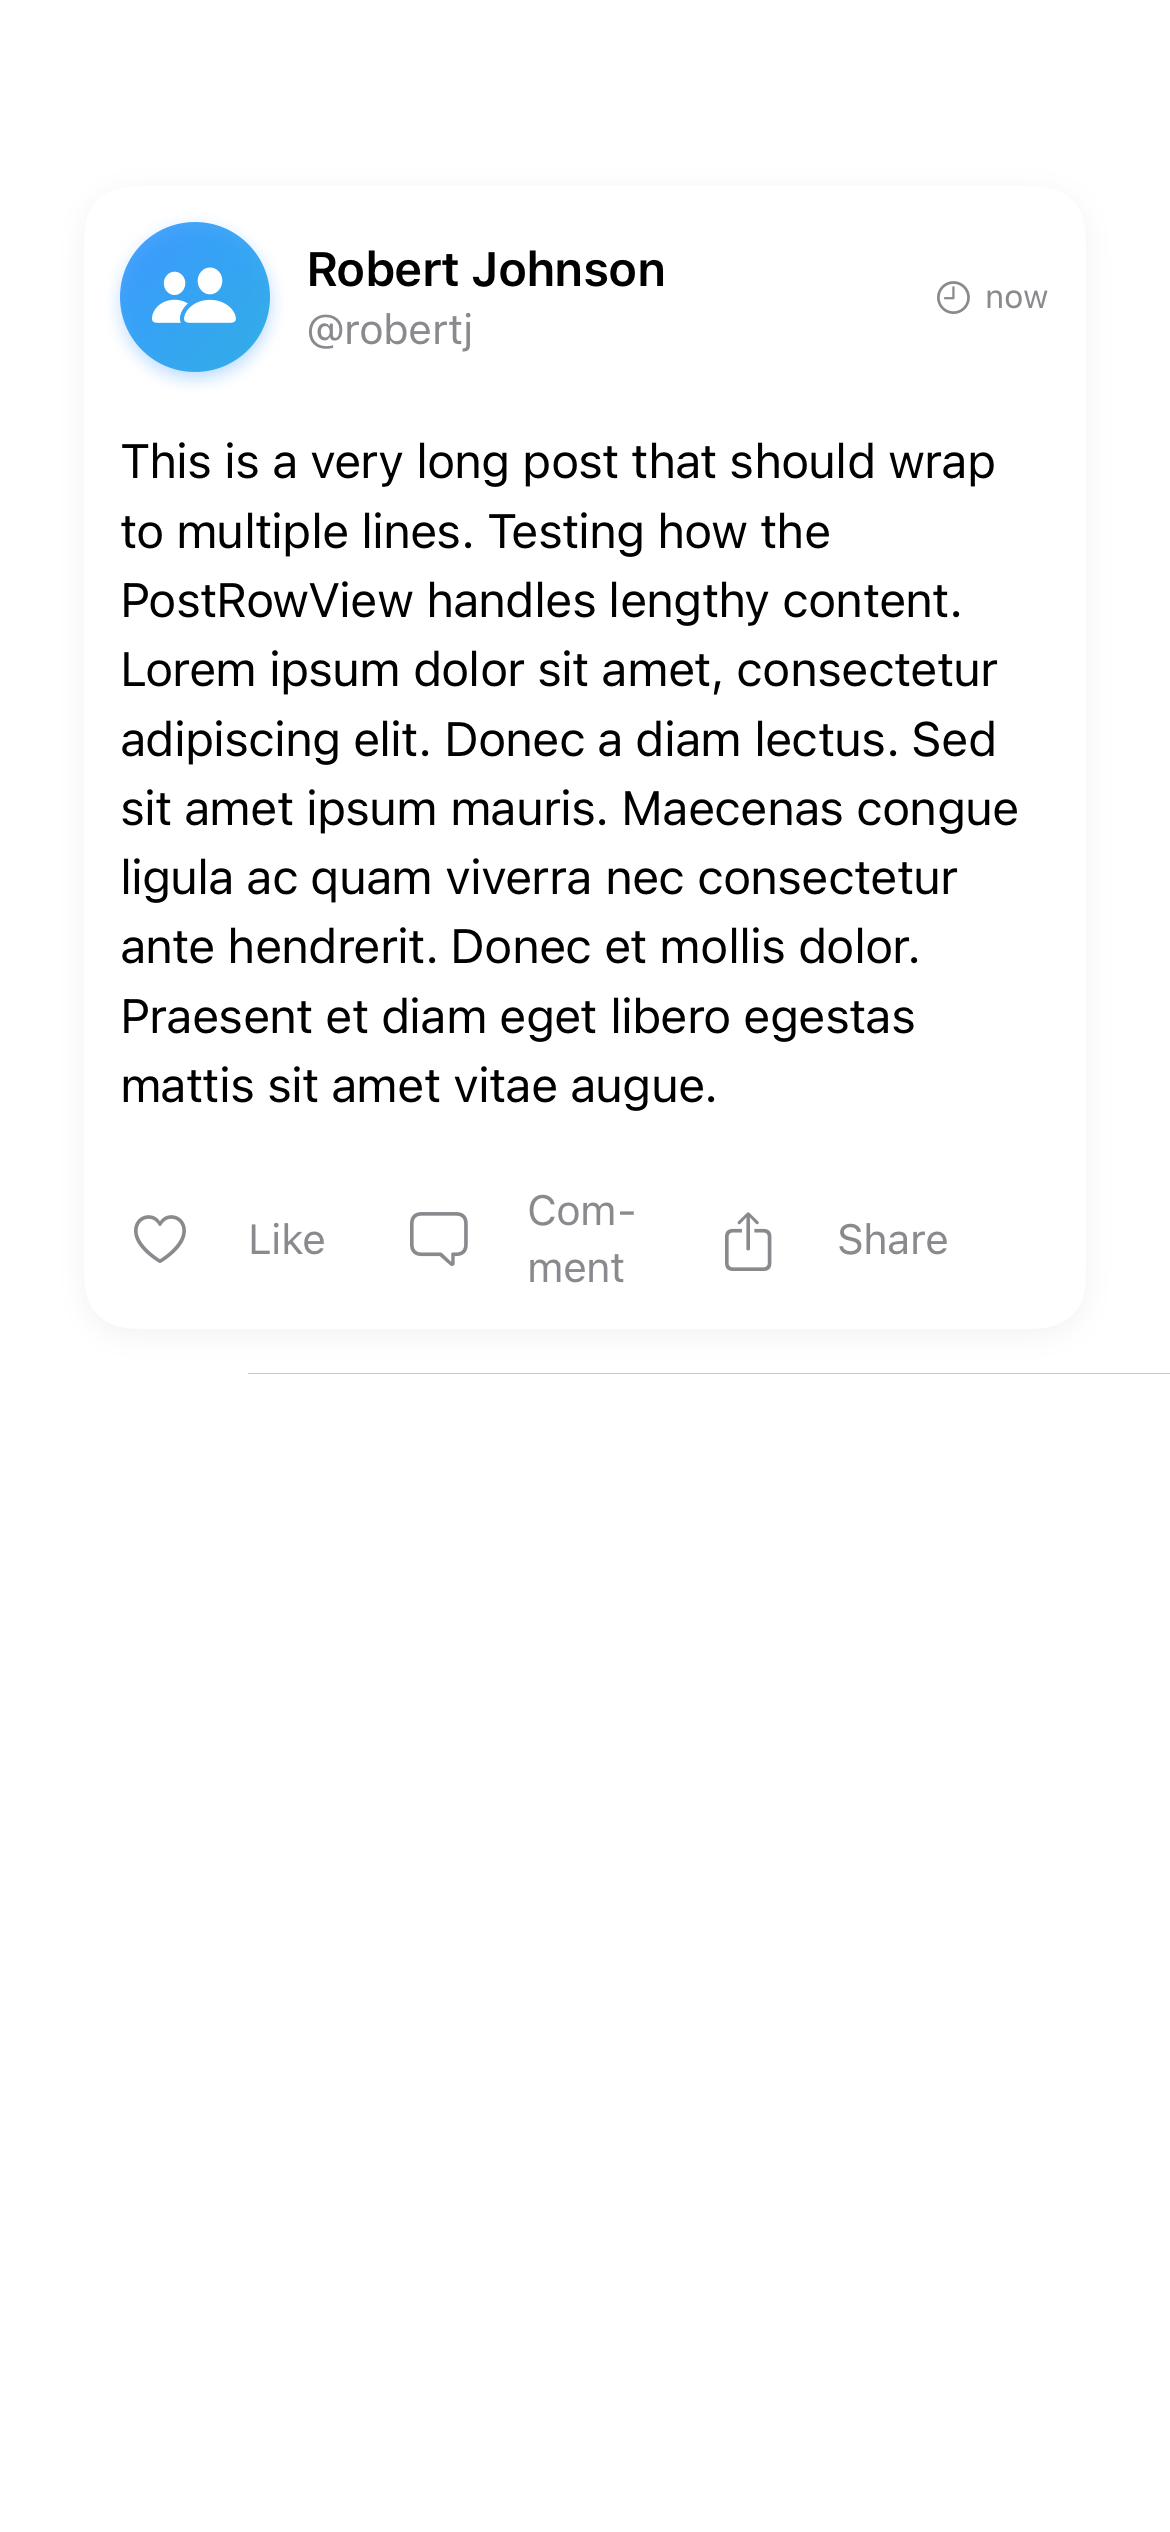 Robert Johnson
@robertj
now
This is a very long post that should wrap
to multiple lines. Testing how the
PostRowView handles lengthy content.
Lorem ipsum dolor sit amet, consectetur
adipiscing elit. Donec a diam lectus. Sed
sit amet ipsum mauris. Maecenas congue
ligula ac quam viverra nec consectetur
ante hendrerit. Donec et mollis dolor.
Praesent et diam eget libero egestas
mattis sit amet vitae augue.
Like
Com-
ment
Share